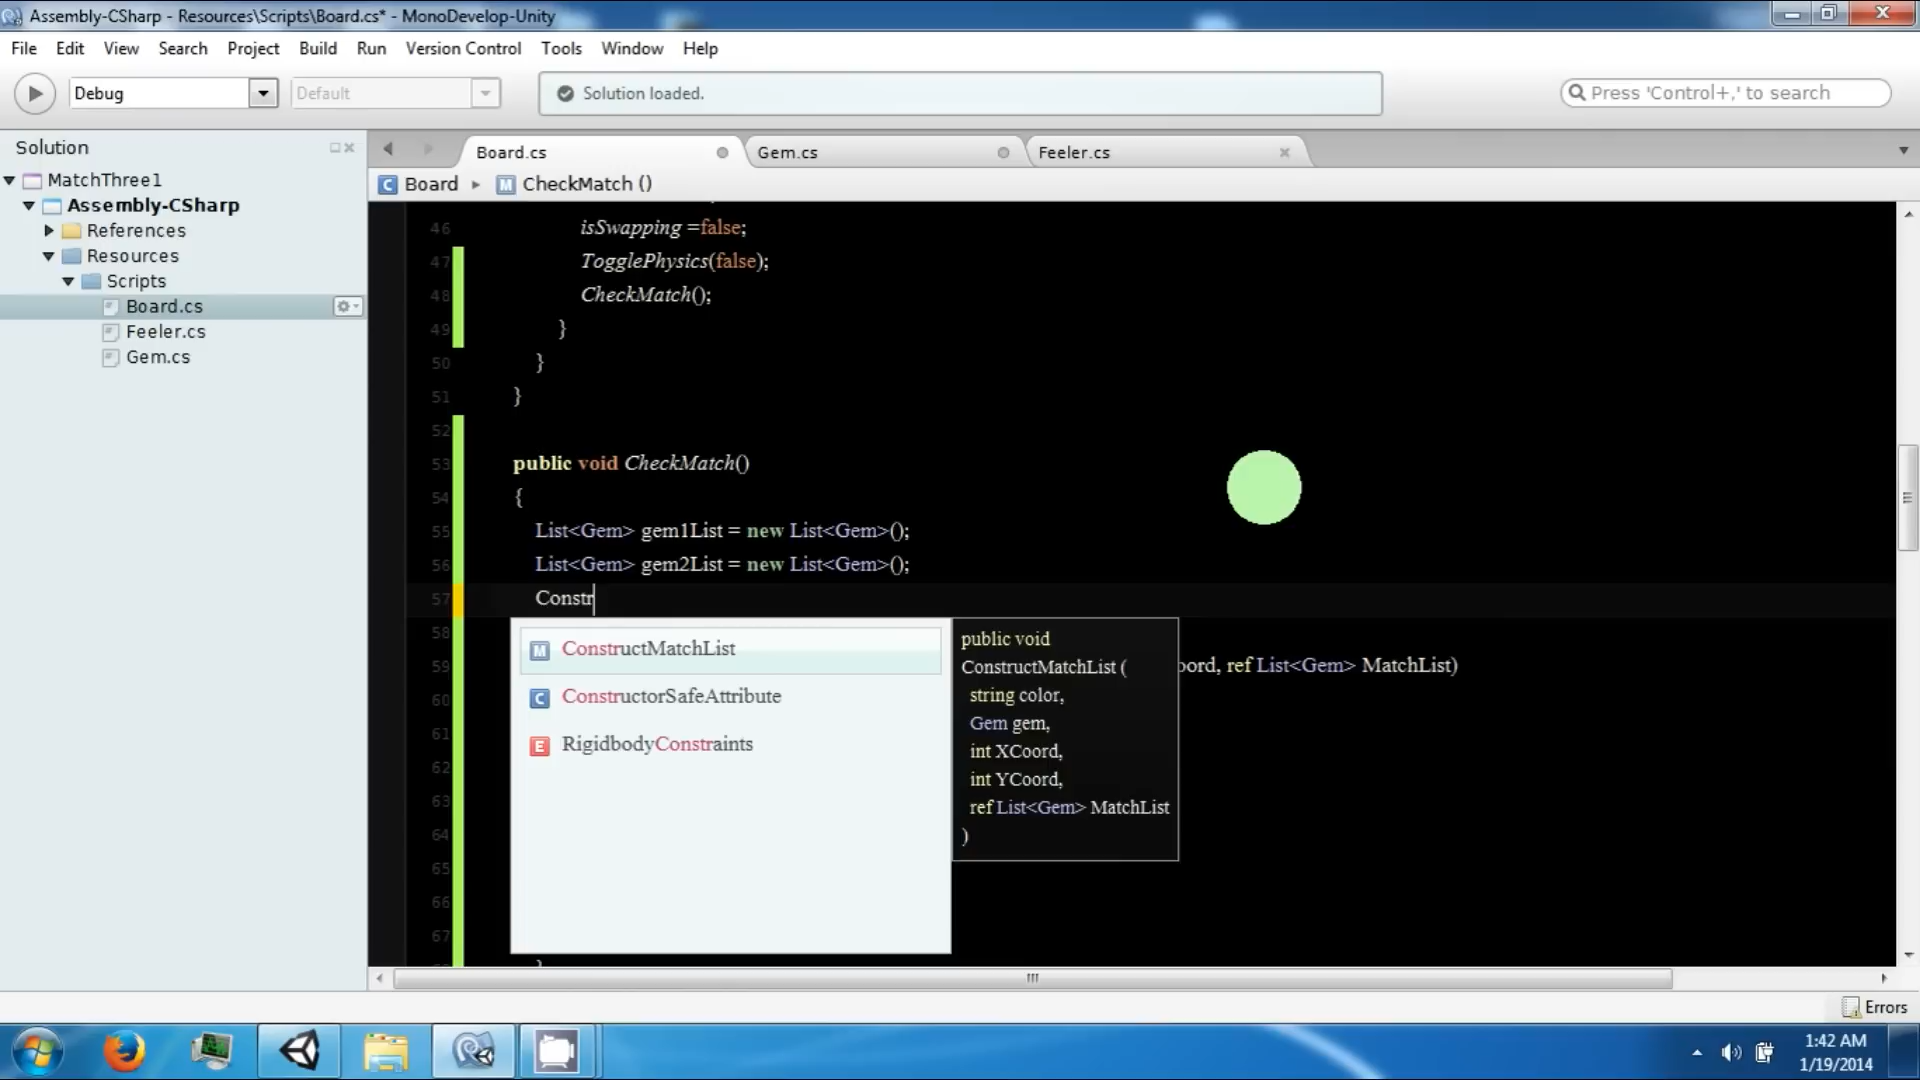 Assembly-CSharp - Resources\Scripts\Board.cs* - MonoDevelop-Unity
File Edit View Search Project Build Run Version Control Tools Window Help
Debug
Default
Solution loaded.
Press 'Control+,' to search
Solution
MatchThree1
Assembly-CSharp
References
Resources
Scripts
Board.cs
Feeler.cs
Gem.cs
Board.cs Gem.cs Feeler.cs
Board CheckMatch ()
46 isSwapping =false;
47 TogglePhysics(false);
48 CheckMatch();
49 }
50 }
51 }
52
53 public void CheckMatch()
54 {
55 List<Gem> gem1List = new List<Gem>();
56 List<Gem> gem2List = new List<Gem>();
57 Constr
58
59 oord, ref List<Gem> MatchList)
60
61
62
63
64
65
66
67
M ConstructMatchList
C ConstructorSafeAttribute
E RigidbodyConstraints
public void
ConstructMatchList (
string color,
Gem gem,
int XCoord,
int YCoord,
ref List<Gem> MatchList
)
Errors
1:42 AM
1/19/2014